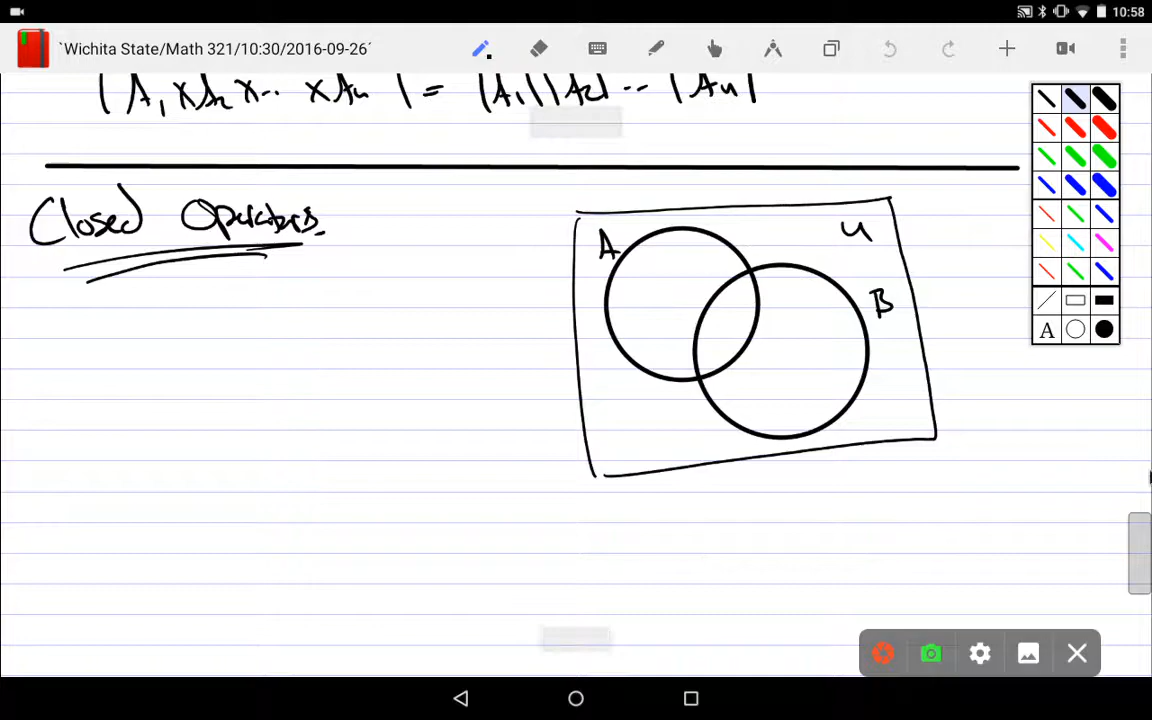 10:58
`Wichita State/Math 321/10:30/2016-09-26´
|A₁ x A₂ x ·· x Aₙ| = |A₁||A₂| ·· |Aₙ|
Closed Operators.
A
U
B
A